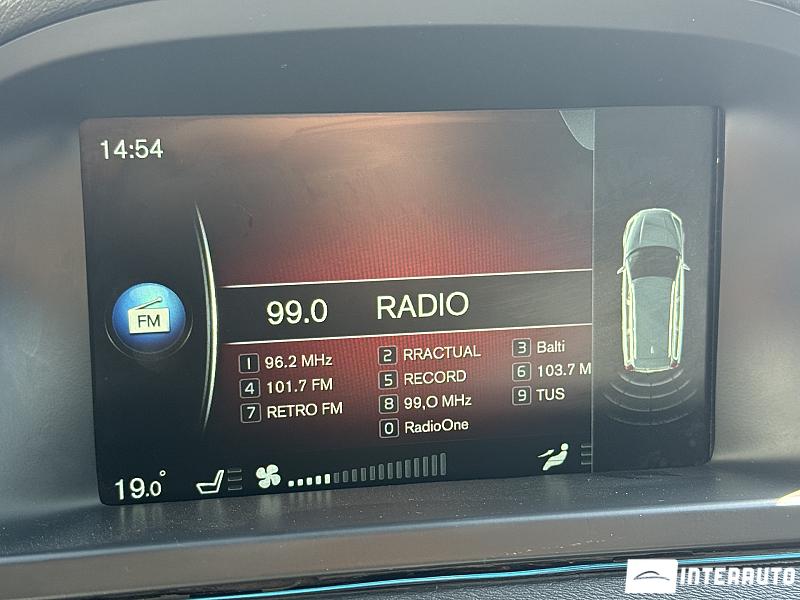 14:54
FM
99.0 RADIO
1 96.2 MHz 2 RRACTUAL 3 Balti
4 101.7 FM 5 RECORD 6 103.7 M
7 RETRO FM 8 99,0 MHz 9 TUS
0 RadioOne
19.0°
INTERAUTO